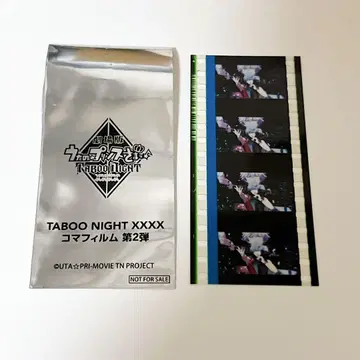 劇場版
うたの☆プリンスさまっ♪
TABOO NIGHT
TABOO NIGHT XXXX
コマフィルム 第2弾
©UTA☆PRI-MOVIE TN PROJECT
NOT FOR SALE